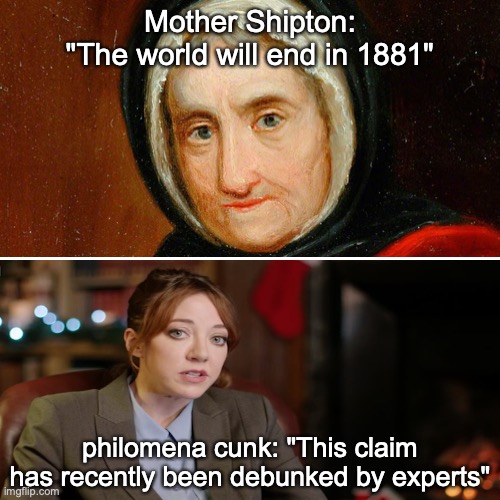 Mother Shipton:
"The world will end in 1881"
philomena cunk: "This claim
has recently been debunked by experts"
imgflip.com